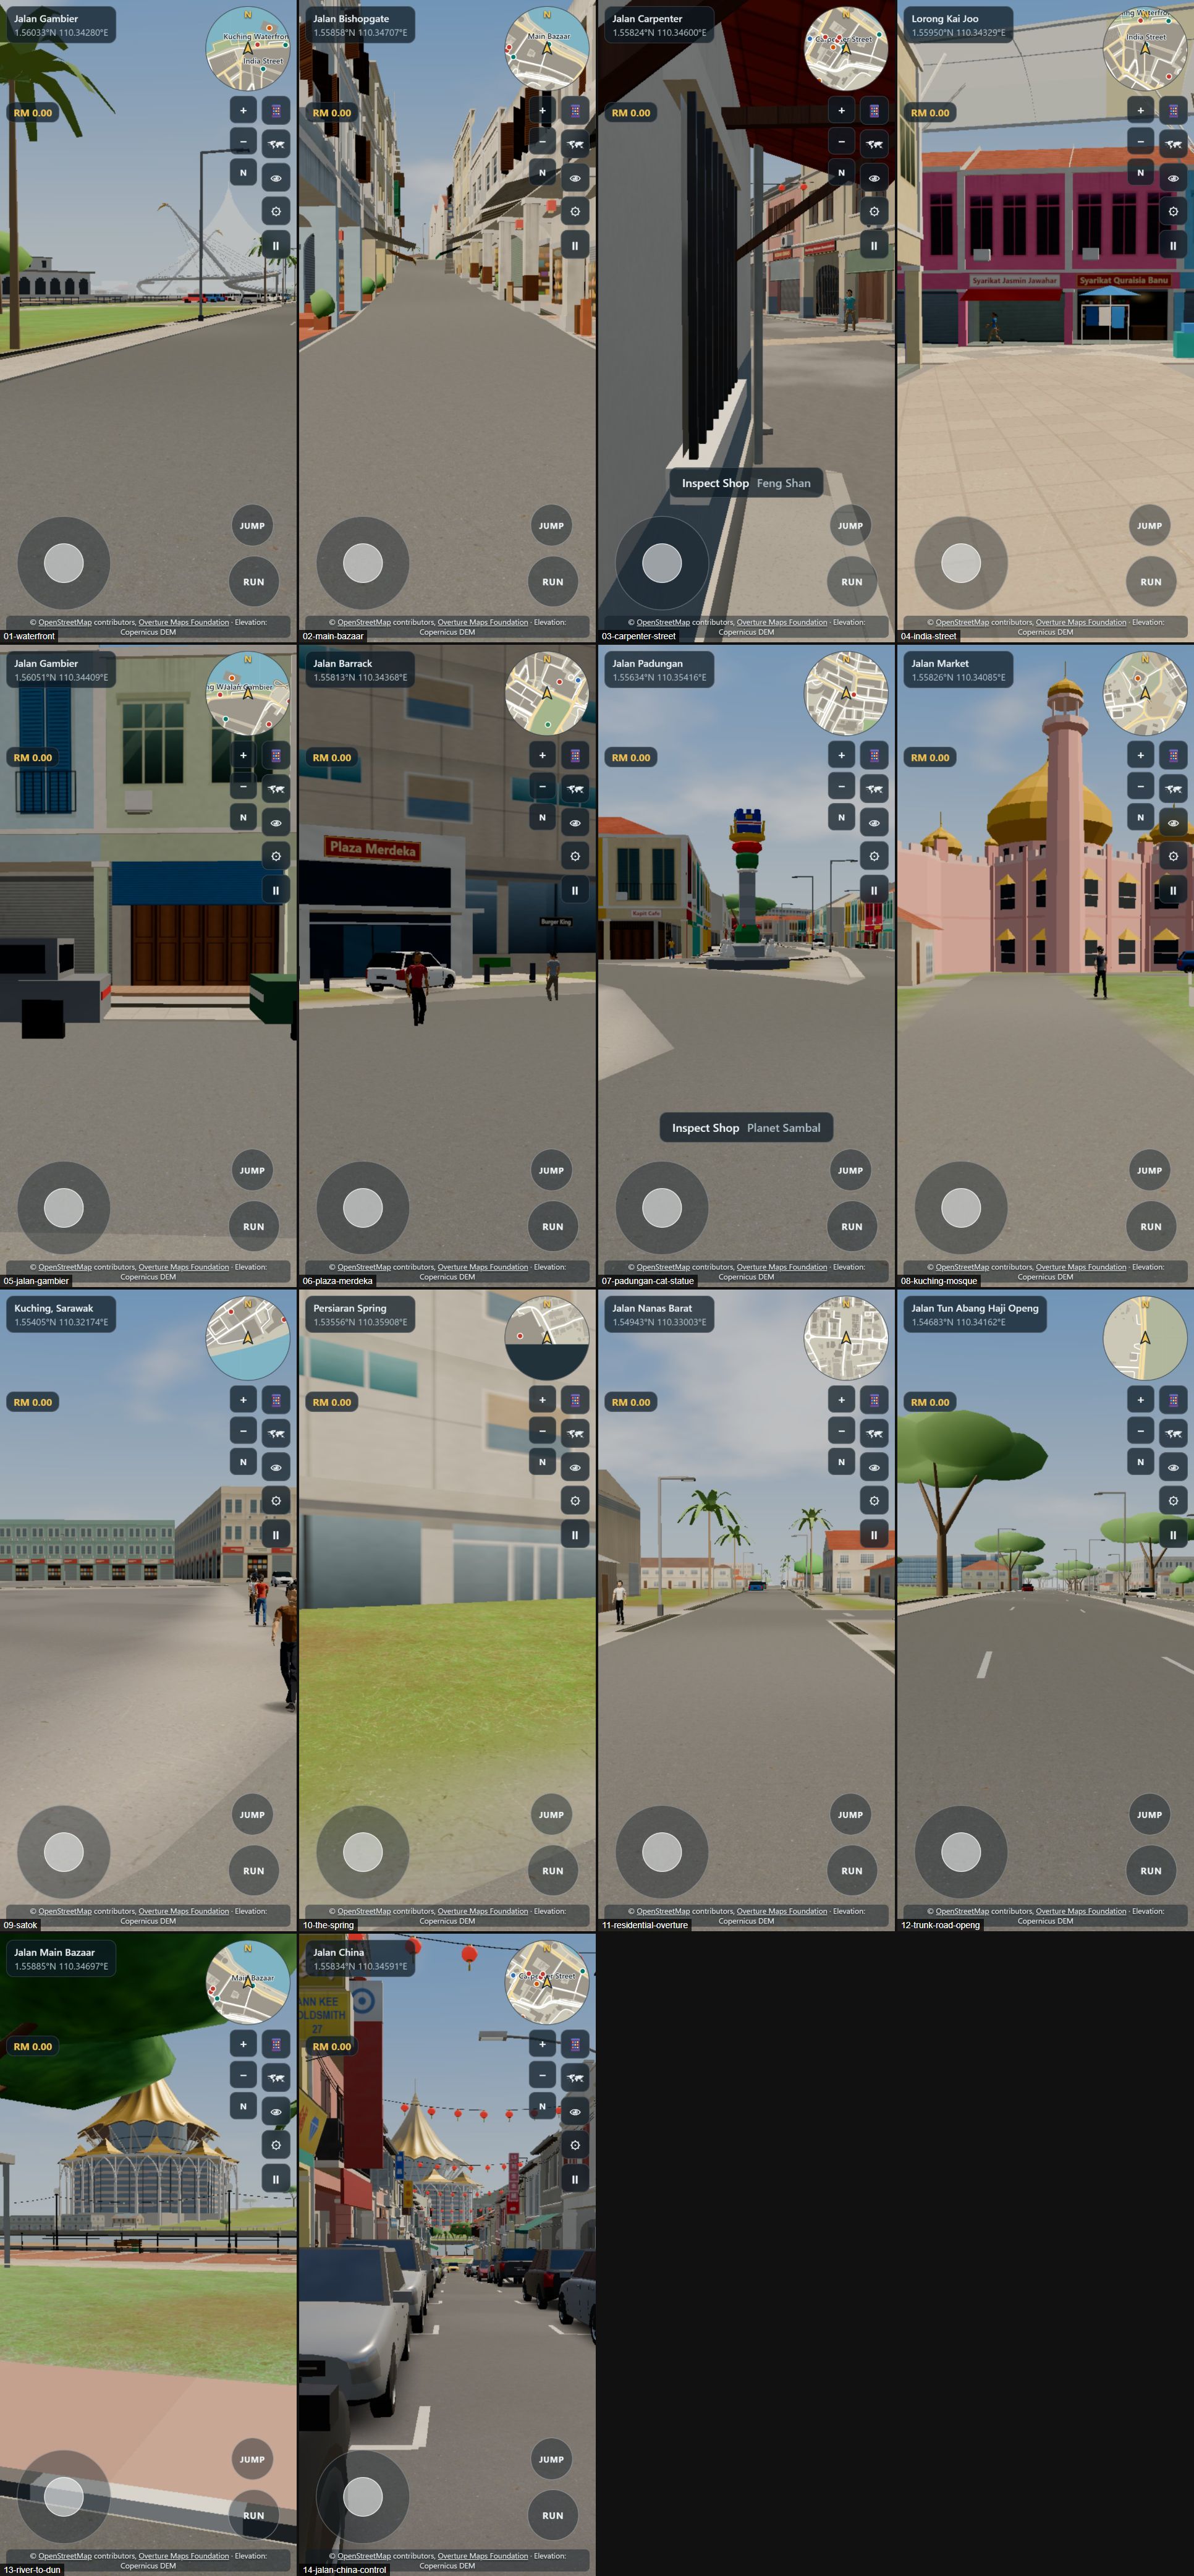 Jalan Gambier
1.56033°N 110.34280°E
N
Kuching Waterfron
India Street
RM 0.00
+
−
N
JUMP
RUN
© OpenStreetMap contributors, Overture Maps Foundation · Elevation:
Copernicus DEM
01-waterfront
Jalan Bishopgate
1.55858°N 110.34707°E
N
Main Bazaar
RM 0.00
+
−
N
JUMP
RUN
© OpenStreetMap contributors, Overture Maps Foundation · Elevation:
Copernicus DEM
02-main-bazaar
Jalan Carpenter
1.55824°N 110.34600°E
N
Street
RM 0.00
+
−
N
Inspect Shop Feng Shan
JUMP
RUN
© OpenStreetMap contributors, Overture Maps Foundation · Elevation:
Copernicus DEM
03-carpenter-street
Lorong Kai Joo
1.55950°N 110.34329°E
N
India Street
RM 0.00
+
−
N
Syarikat Jasmin Jawahar
Syarikat Quraisia Banu
JUMP
RUN
© OpenStreetMap contributors, Overture Maps Foundation · Elevation:
Copernicus DEM
04-india-street
Jalan Gambier
1.56051°N 110.34409°E
N
Jalan Gambier
RM 0.00
+
−
N
JUMP
RUN
© OpenStreetMap contributors, Overture Maps Foundation · Elevation:
Copernicus DEM
05-jalan-gambier
Jalan Barrack
1.55813°N 110.34368°E
N
RM 0.00
+
−
N
Plaza Merdeka
Burger King
JUMP
RUN
© OpenStreetMap contributors, Overture Maps Foundation · Elevation:
Copernicus DEM
06-plaza-merdeka
Jalan Padungan
1.55634°N 110.35416°E
N
RM 0.00
+
−
N
Kopit Cafe
Inspect Shop Planet Sambal
JUMP
RUN
© OpenStreetMap contributors, Overture Maps Foundation · Elevation:
Copernicus DEM
07-padungan-cat-statue
Jalan Market
1.55826°N 110.34085°E
N
RM 0.00
+
−
N
JUMP
RUN
© OpenStreetMap contributors, Overture Maps Foundation · Elevation:
Copernicus DEM
08-kuching-mosque
Kuching, Sarawak
1.55405°N 110.32174°E
N
RM 0.00
+
−
N
JUMP
RUN
© OpenStreetMap contributors, Overture Maps Foundation · Elevation:
Copernicus DEM
09-satok
Persiaran Spring
1.53556°N 110.35908°E
N
RM 0.00
+
−
N
JUMP
RUN
© OpenStreetMap contributors, Overture Maps Foundation · Elevation:
Copernicus DEM
10-the-spring
Jalan Nanas Barat
1.54943°N 110.33003°E
N
RM 0.00
+
−
N
JUMP
RUN
© OpenStreetMap contributors, Overture Maps Foundation · Elevation:
Copernicus DEM
11-residential-overture
Jalan Tun Abang Haji Openg
1.54683°N 110.34162°E
N
RM 0.00
+
−
N
JUMP
RUN
© OpenStreetMap contributors, Overture Maps Foundation · Elevation:
Copernicus DEM
12-trunk-road-openg
Jalan Main Bazaar
1.55885°N 110.34697°E
N
Main Bazaar
RM 0.00
+
−
N
JUMP
RUN
© OpenStreetMap contributors, Overture Maps Foundation · Elevation:
Copernicus DEM
13-river-to-dun
Jalan China
1.55834°N 110.34591°E
N
Street
ANN KEE
OLDSMITH
27
RM 0.00
+
−
N
JUMP
RUN
© OpenStreetMap contributors, Overture Maps Foundation · Elevation:
Copernicus DEM
14-jalan-china-control